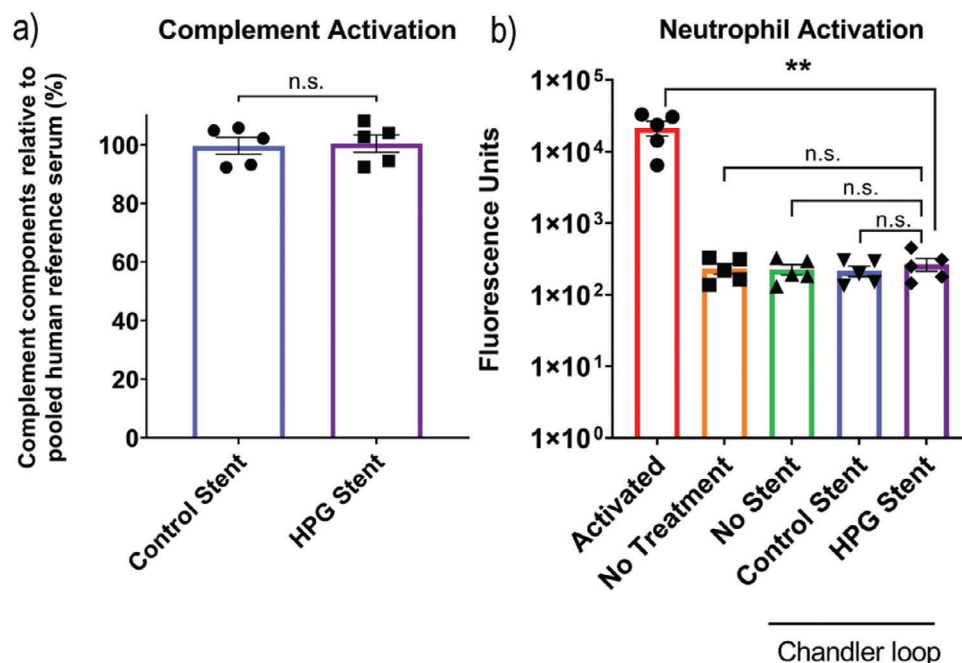 a)
Complement Activation
Complement components relative to
pooled human reference serum (%)
n.s.
100
80
60
40
20
0
Control Stent
HPG Stent
b)
Neutrophil Activation
Fluorescence Units
1×10⁵
1×10⁴
1×10³
1×10²
1×10¹
1×10⁰
**
n.s.
n.s.
n.s.
Activated
No Treatment
No Stent
Control Stent
HPG Stent
Chandler loop